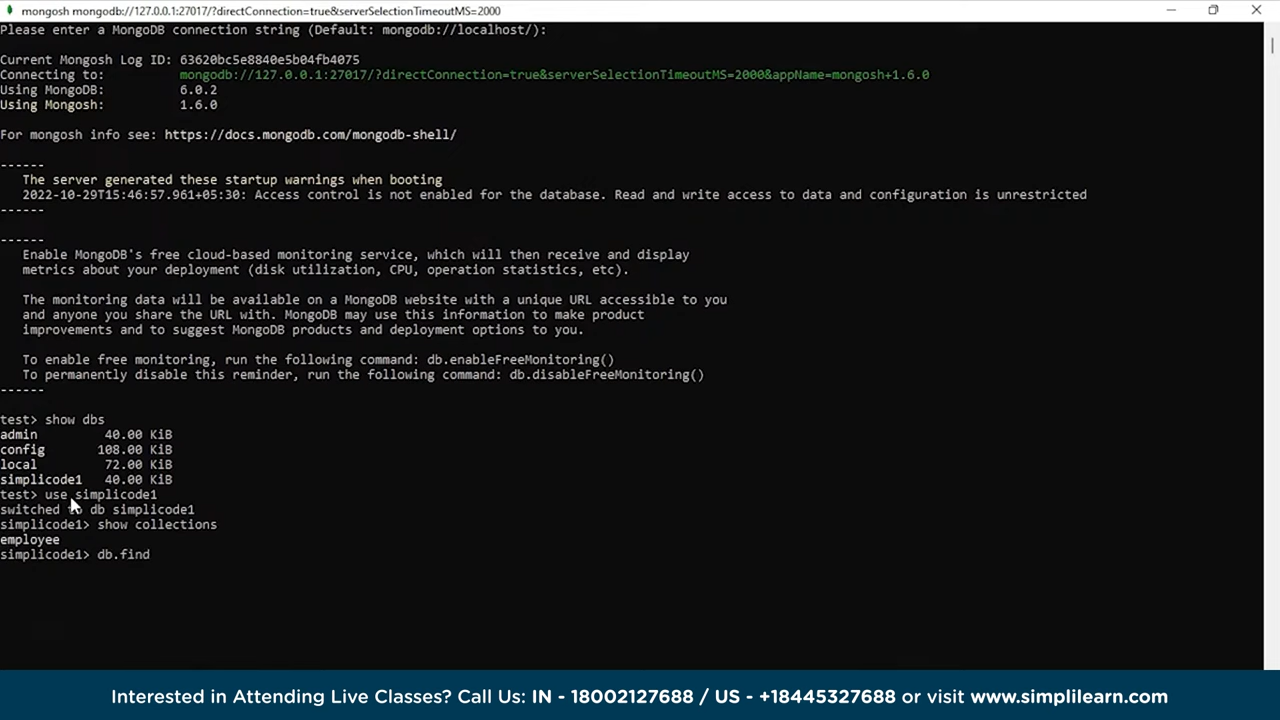 mongosh mongodb://127.0.0.1:27017/?directConnection=true&serverSelectionTimeoutMS=2000
Please enter a MongoDB connection string (Default: mongodb://localhost/):
Current Mongosh Log ID: 63620bc5e8840e5b04fb4075
Connecting to: mongodb://127.0.0.1:27017/?directConnection=true&serverSelectionTimeoutMS=2000&appName=mongosh+1.6.0
Using MongoDB: 6.0.2
Using Mongosh: 1.6.0
For mongosh info see: https://docs.mongodb.com/mongodb-shell/
------
The server generated these startup warnings when booting
2022-10-29T15:46:57.961+05:30: Access control is not enabled for the database. Read and write access to data and configuration is unrestricted
------
------
Enable MongoDB's free cloud-based monitoring service, which will then receive and display
metrics about your deployment (disk utilization, CPU, operation statistics, etc).
The monitoring data will be available on a MongoDB website with a unique URL accessible to you
and anyone you share the URL with. MongoDB may use this information to make product
improvements and to suggest MongoDB products and deployment options to you.
To enable free monitoring, run the following command: db.enableFreeMonitoring()
To permanently disable this reminder, run the following command: db.disableFreeMonitoring()
------
test> show dbs
admin 40.00 KiB
config 108.00 KiB
local 72.00 KiB
simplicode1 40.00 KiB
test> use simplicode1
switched to db simplicode1
simplicode1> show collections
employee
simplicode1> db.find
Interested in Attending Live Classes? Call Us: IN - 18002127688 / US - +18445327688 or visit www.simplilearn.com